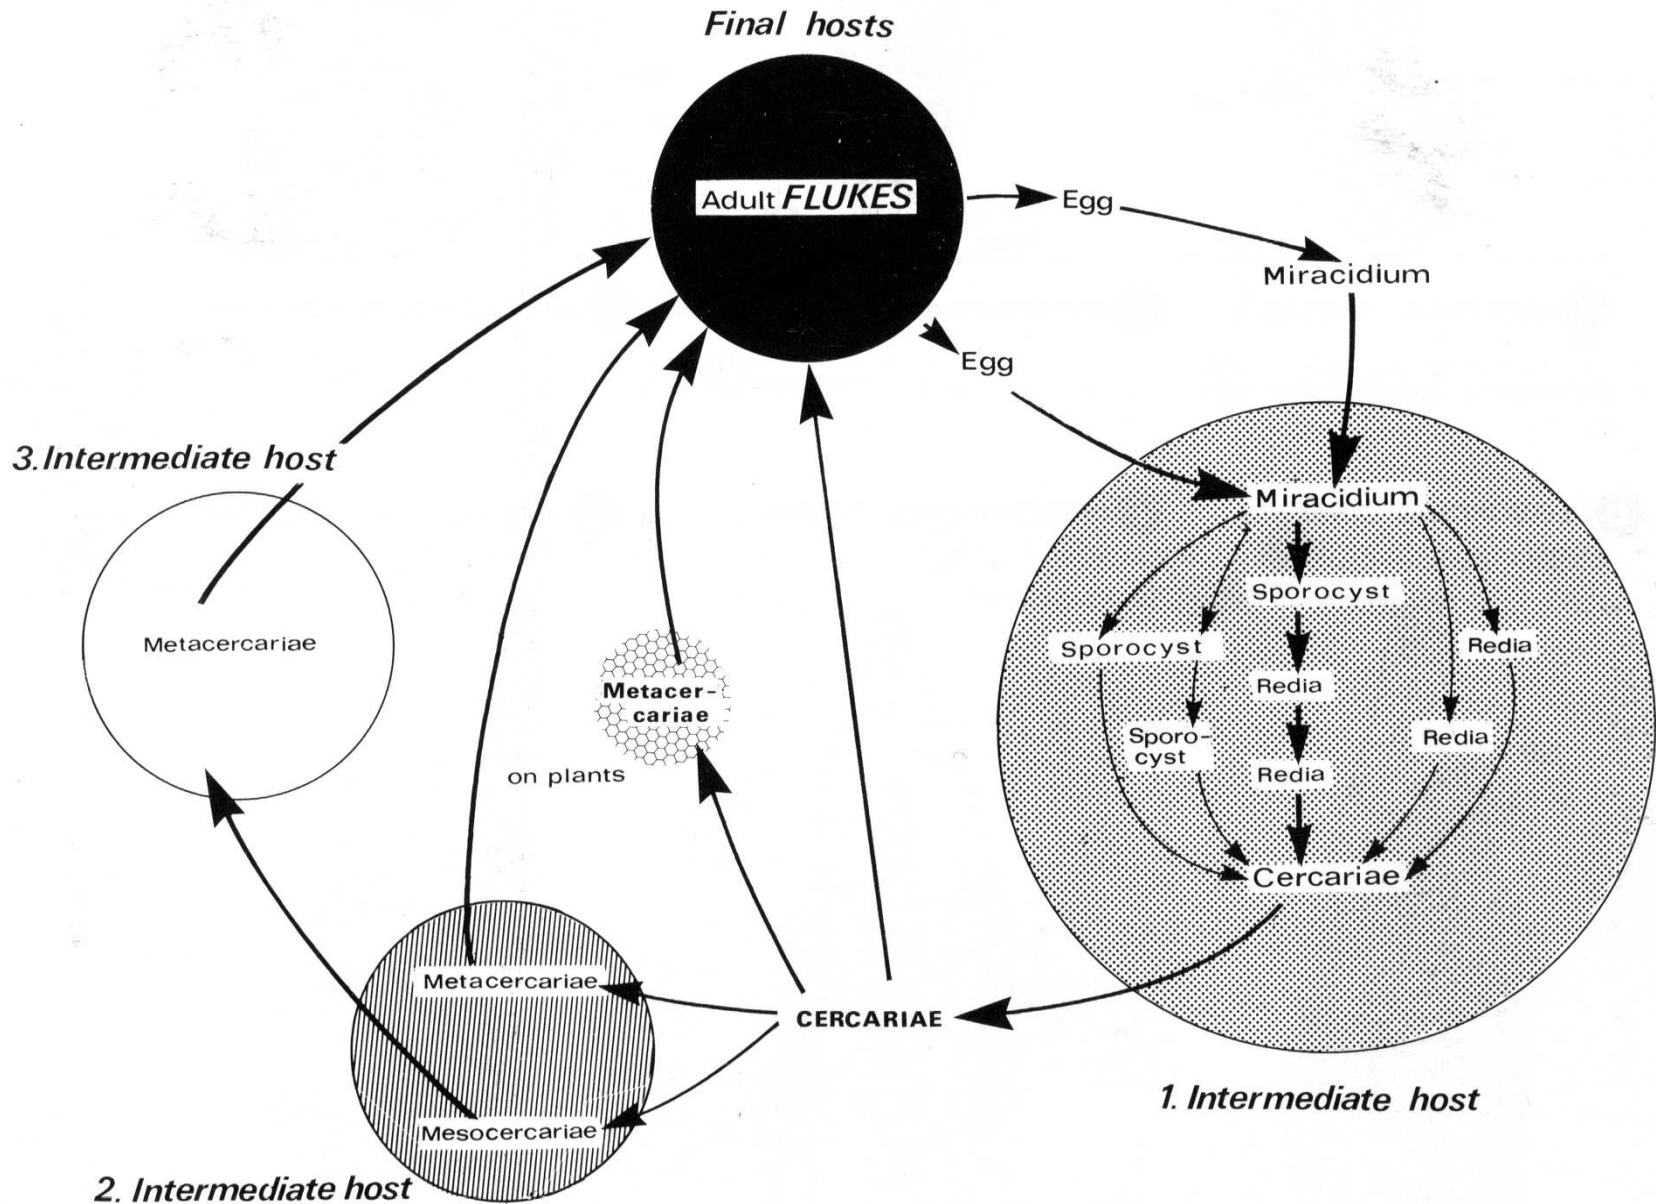 Final hosts
Adult FLUKES
Egg
Miracidium
Egg
3. Intermediate host
Metacercariae
Metacer-
cariae
on plants
Miracidium
Sporocyst
Sporocyst
Redia
Redia
Sporo-
cyst
Redia
Redia
Cercariae
Metacercariae
CERCARIAE
Mesocercariae
1. Intermediate host
2. Intermediate host